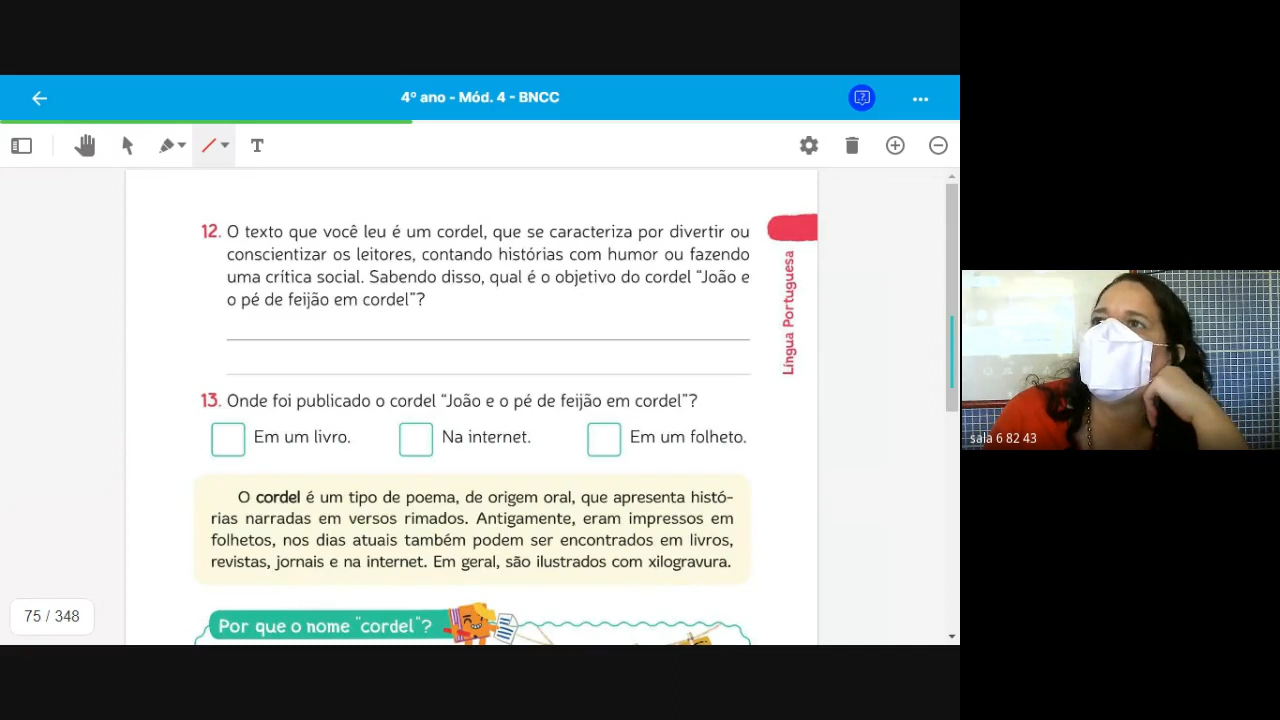 4º ano - Mód. 4 - BNCC
T
12. O texto que você leu é um cordel, que se caracteriza por divertir ou
conscientizar os leitores, contando histórias com humor ou fazendo
uma crítica social. Sabendo disso, qual é o objetivo do cordel “João e
o pé de feijão em cordel”?
Língua Portuguesa
13. Onde foi publicado o cordel “João e o pé de feijão em cordel”?
Em um livro. Na internet. Em um folheto.
O cordel é um tipo de poema, de origem oral, que apresenta histó-
rias narradas em versos rimados. Antigamente, eram impressos em
folhetos, nos dias atuais também podem ser encontrados em livros,
revistas, jornais e na internet. Em geral, são ilustrados com xilogravura.
75 / 348
Por que o nome "cordel"?
sala 6 82 43